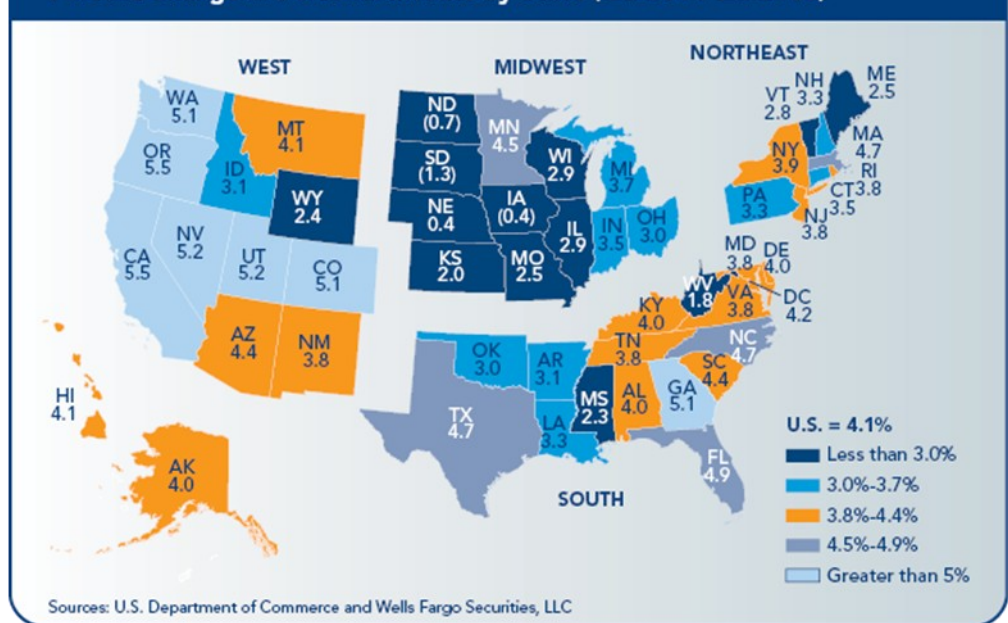 WEST
MIDWEST
NORTHEAST
WA
5.1
OR
5.5
CA
5.5
NV
5.2
ID
3.1
MT
4.1
WY
2.4
UT
5.2
CO
5.1
AZ
4.4
NM
3.8
HI
4.1
AK
4.0
ND
(0.7)
SD
(1.3)
NE
0.4
KS
2.0
MN
4.5
IA
(0.4)
MO
2.5
WI
2.9
IL
2.9
MI
3.7
IN
3.5
OH
3.0
ME
2.5
NH
3.3
VT
2.8
MA
4.7
RI
3.8
CT
3.5
NY
3.9
PA
3.3
NJ
3.8
MD
3.8
DE
4.0
DC
4.2
WV
1.8
VA
3.8
KY
4.0
TN
3.8
NC
4.7
SC
4.4
GA
5.1
AL
4.0
MS
2.3
FL
4.9
OK
3.0
AR
3.1
LA
3.3
TX
4.7
SOUTH
U.S. = 4.1%
Less than 3.0%
3.0%-3.7%
3.8%-4.4%
4.5%-4.9%
Greater than 5%
Sources: U.S. Department of Commerce and Wells Fargo Securities, LLC